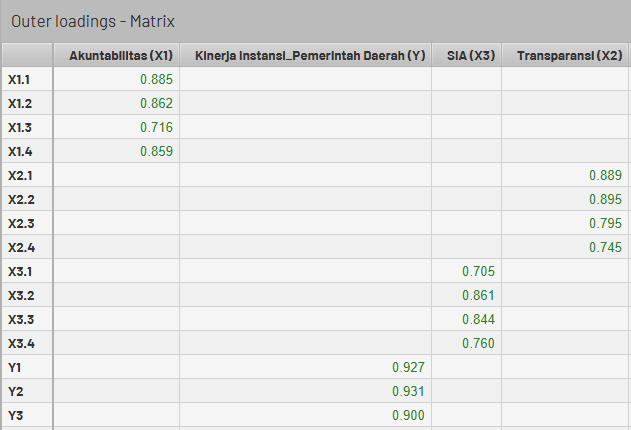 Outer loadings - Matrix
Akuntabilitas (X1) Kinerja Instansi_Pemerintah Daerah (Y) SIA (X3) Transparansi (X2)
X1.1 0.885
X1.2 0.862
X1.3 0.716
X1.4 0.859
X2.1 0.889
X2.2 0.895
X2.3 0.795
X2.4 0.745
X3.1 0.705
X3.2 0.861
X3.3 0.844
X3.4 0.760
Y1 0.927
Y2 0.931
Y3 0.900